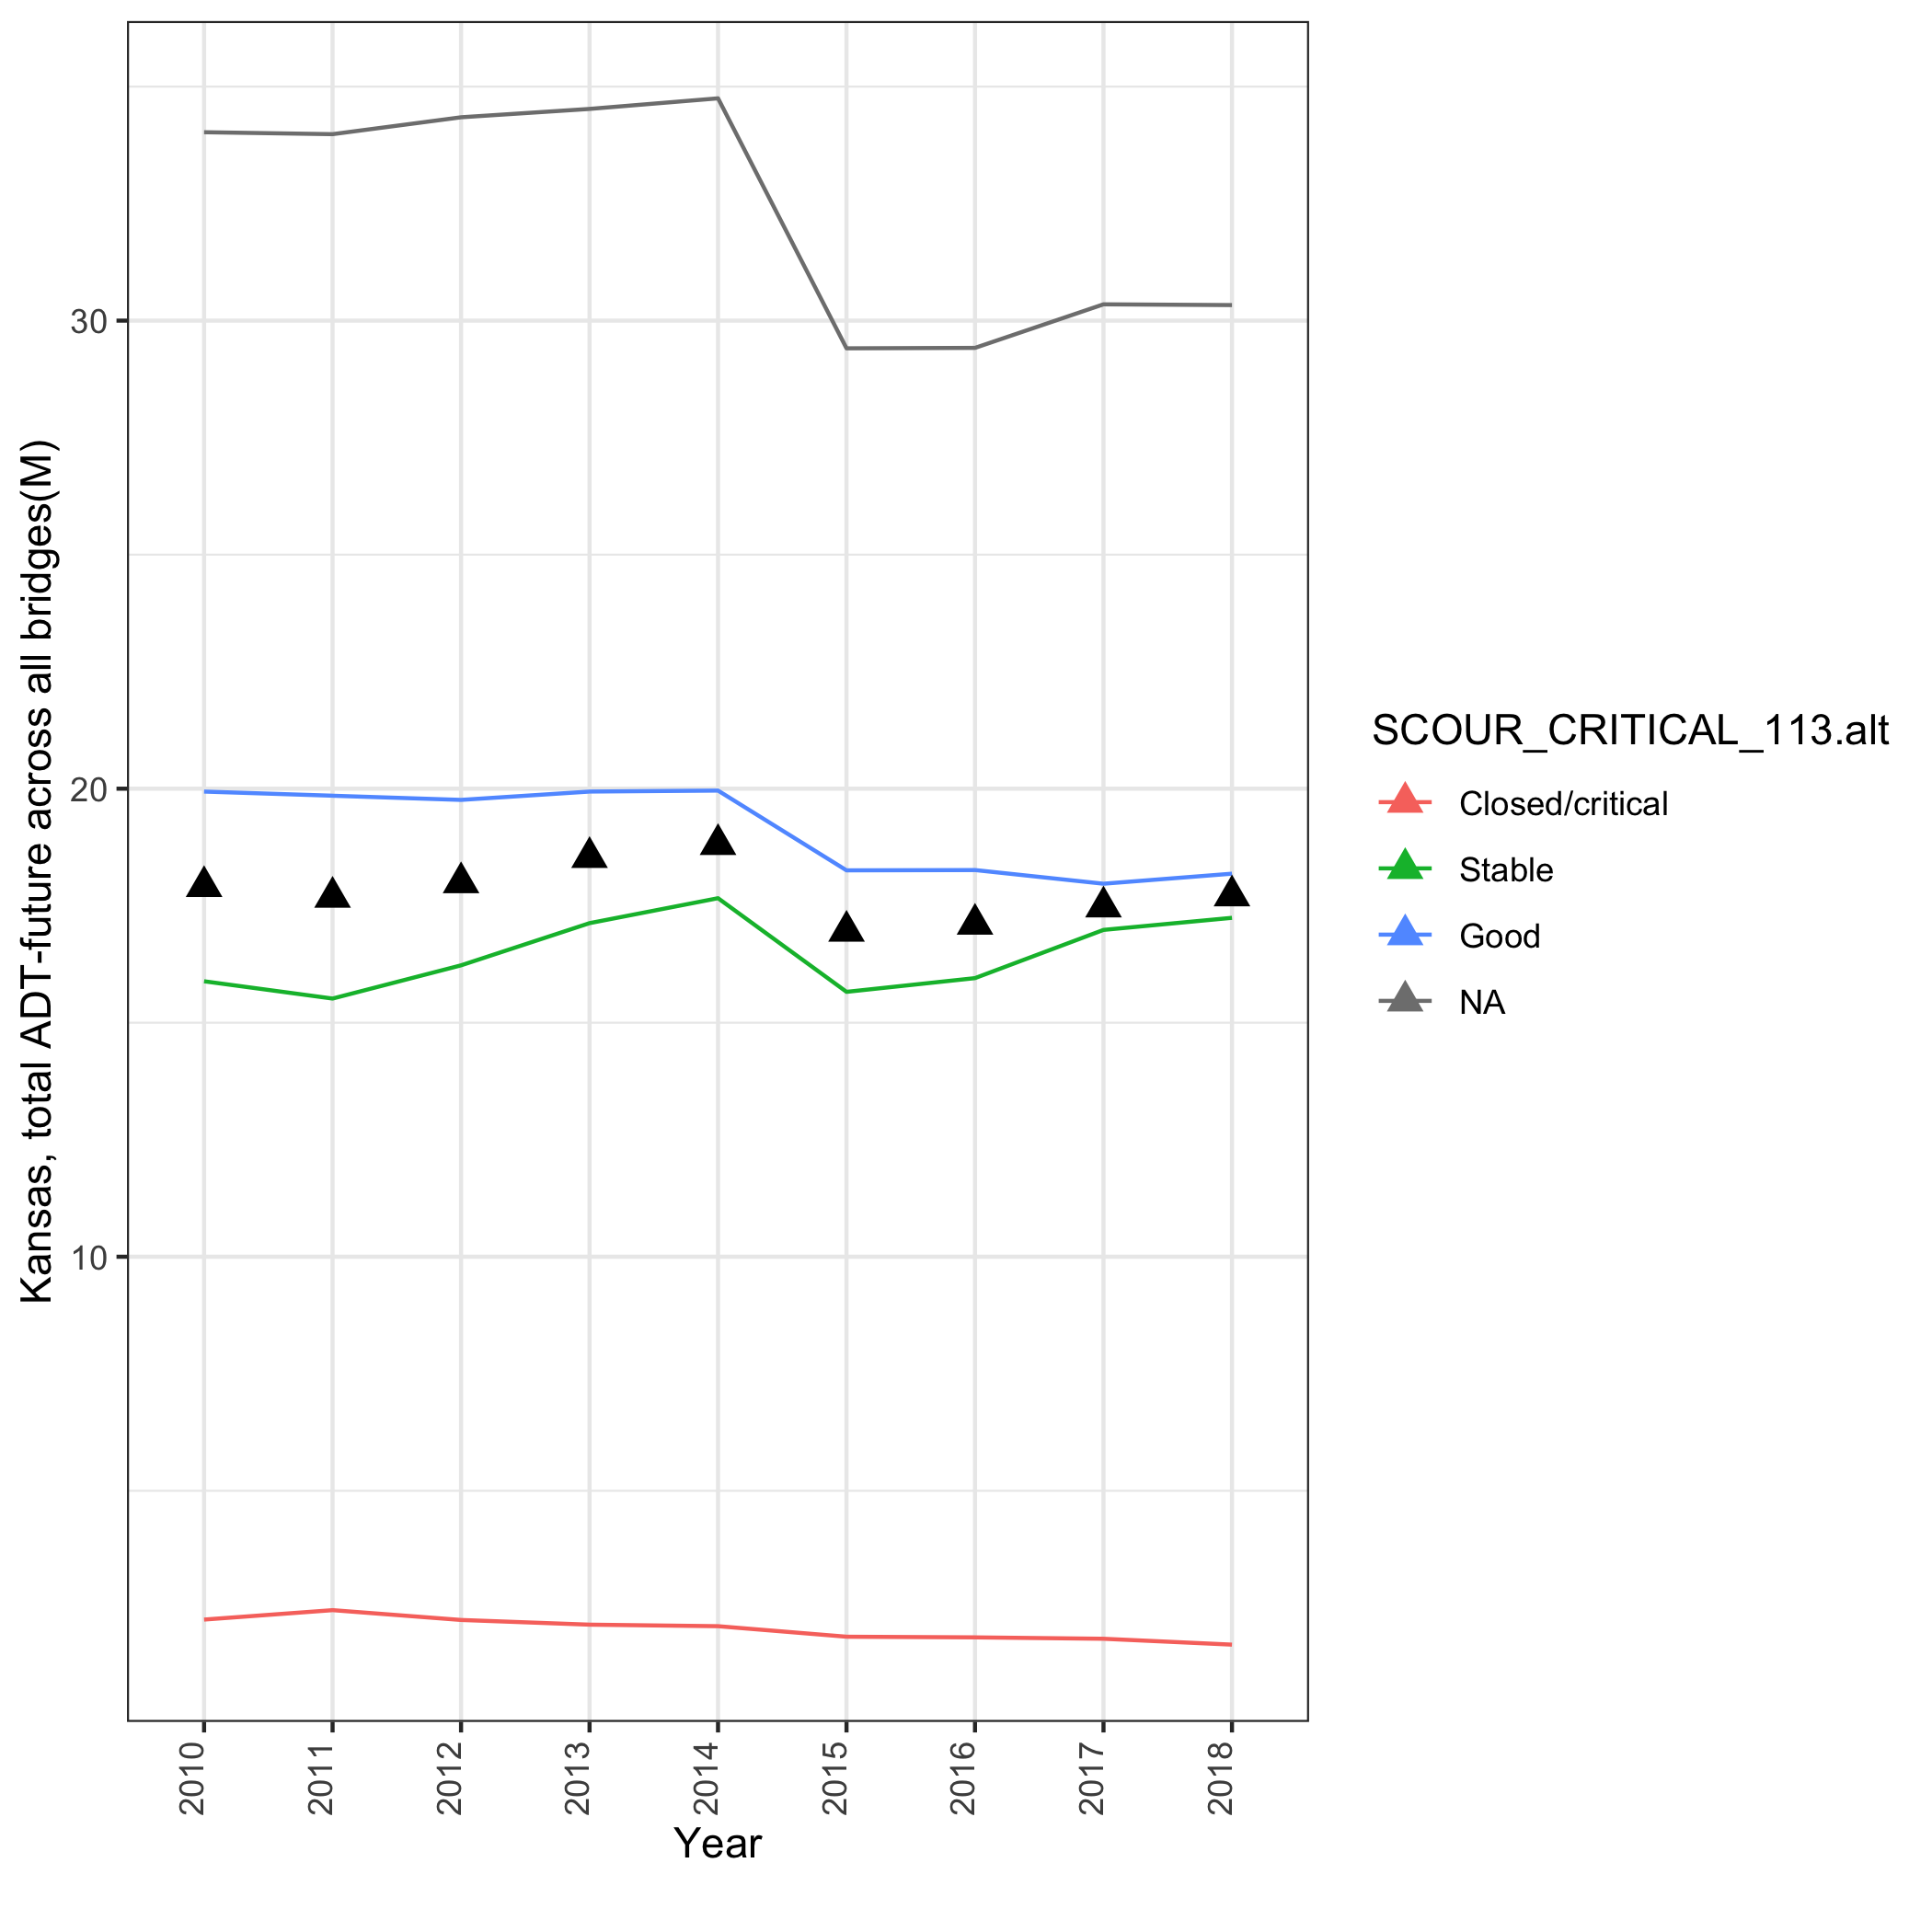 Kansas, total ADT-future across all bridges(M)
30
20
10
2010
2011
2012
2013
2014
2015
2016
2017
2018
Year
SCOUR_CRITICAL_113.alt
Closed/critical
Stable
Good
NA